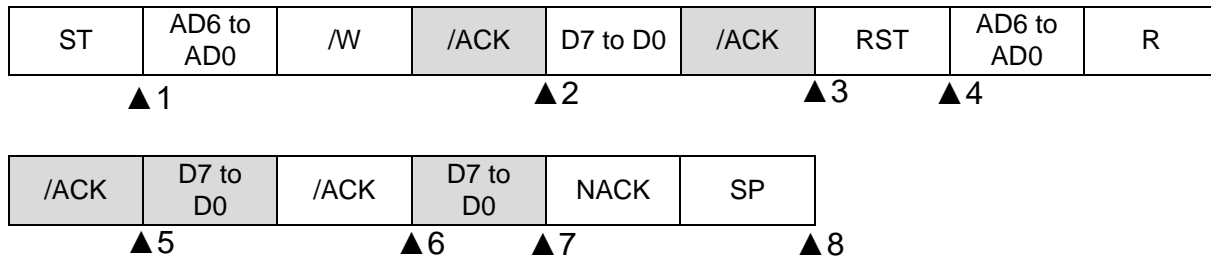 ST AD6 to AD0 /W /ACK D7 to D0 /ACK RST AD6 to AD0 R
▲1 ▲2 ▲3 ▲4
/ACK D7 to D0 /ACK D7 to D0 NACK SP
▲5 ▲6 ▲7 ▲8